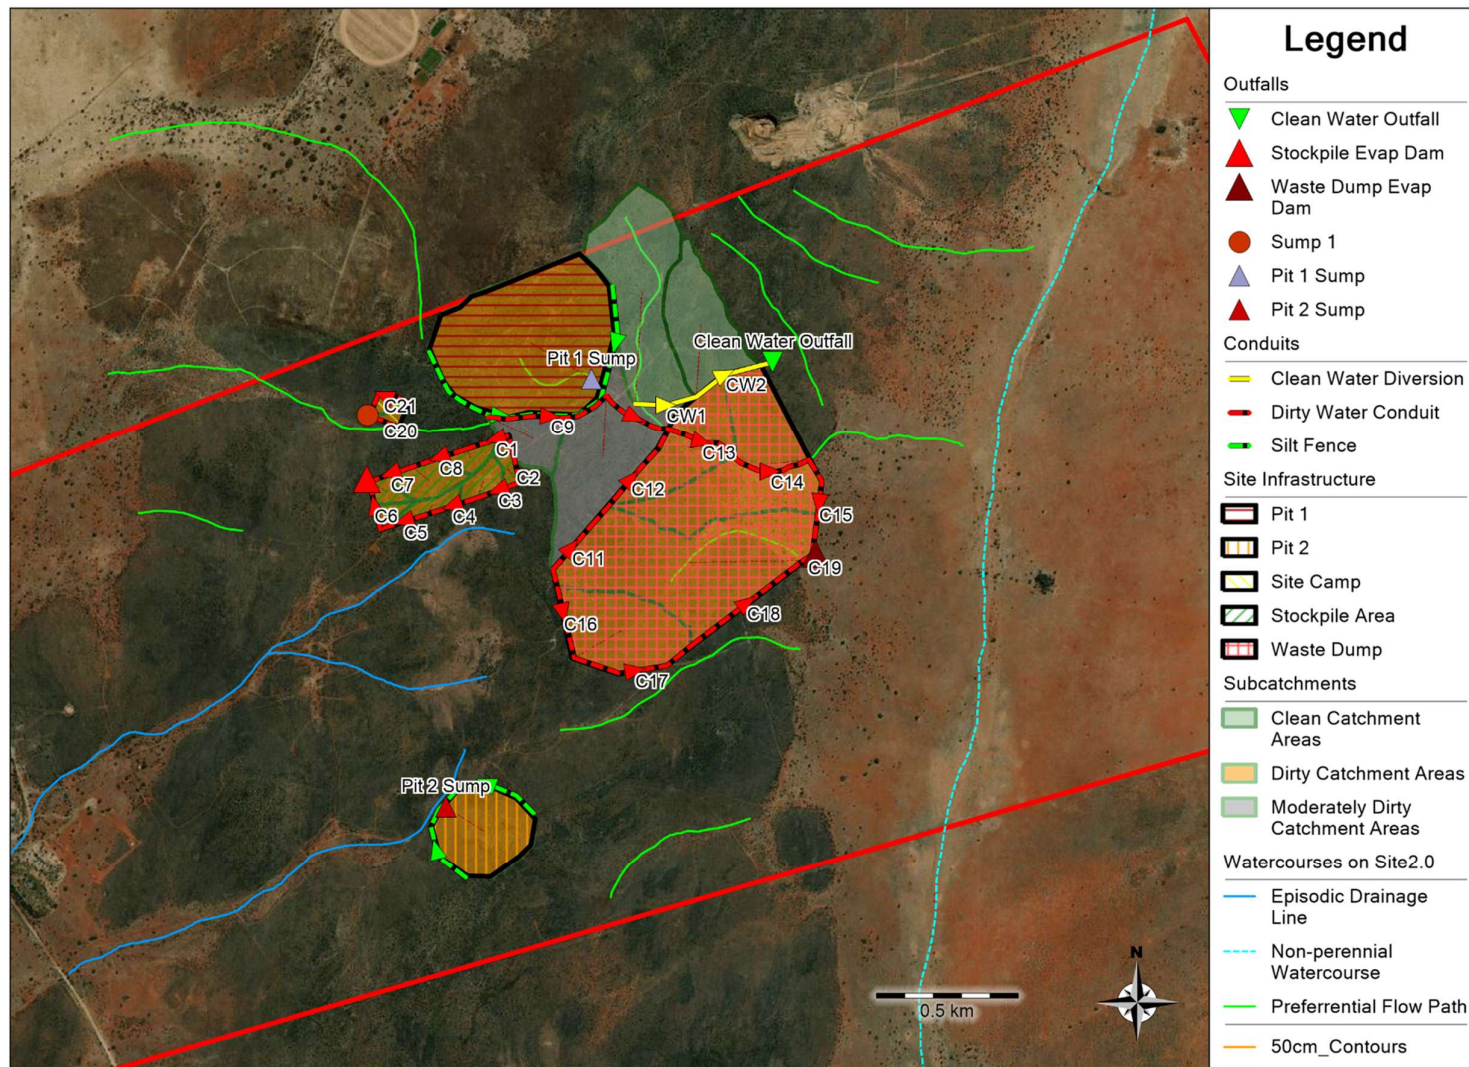 Legend
Outfalls
Clean Water Outfall
Stockpile Evap Dam
Waste Dump Evap
Dam
Sump 1
Pit 1 Sump
Pit 2 Sump
Conduits
Clean Water Diversion
Dirty Water Conduit
Silt Fence
Site Infrastructure
Pit 1
Pit 2
Site Camp
Stockpile Area
Waste Dump
Subcatchments
Clean Catchment
Areas
Dirty Catchment Areas
Moderately Dirty
Catchment Areas
Watercourses on Site2.0
Episodic Drainage
Line
Non-perennial
Watercourse
Preferrential Flow Path
50cm_Contours
Clean Water Outfall
Pit 1 Sump
CW2
C21
CW1
C9
C20
C13
C1
C8
C2
C14
C7
C12
C3
C4
C6
C15
C5
C11
C19
C18
C16
C17
Pit 2 Sump
N
0.5 km